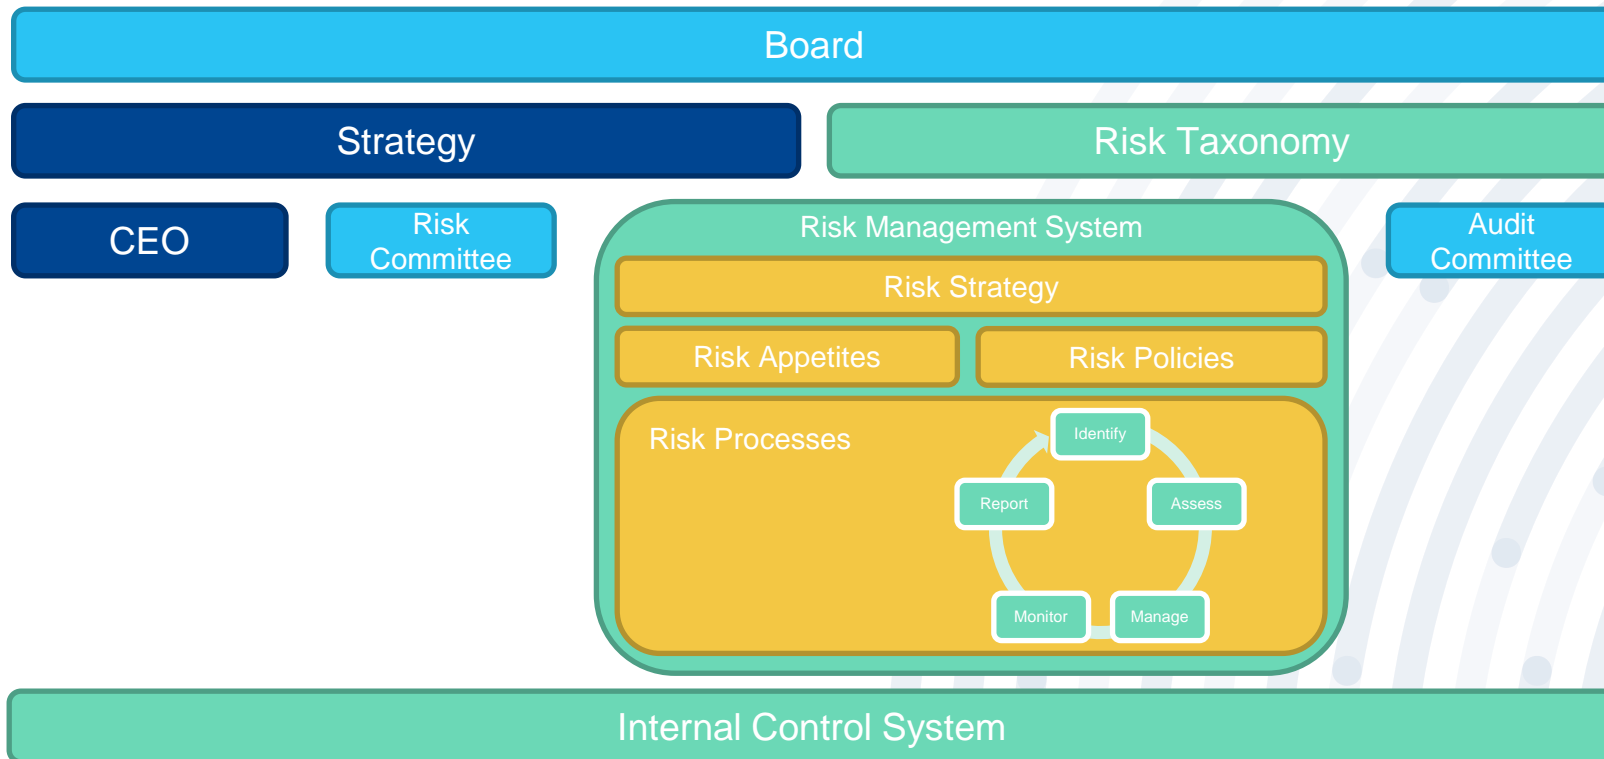 Board
Strategy
Risk Taxonomy
CEO
Risk
Committee
Risk Management System
Audit
Committee
Risk Strategy
Risk Appetites
Risk Policies
Risk Processes
Identify
Report
Assess
Monitor
Manage
Internal Control System